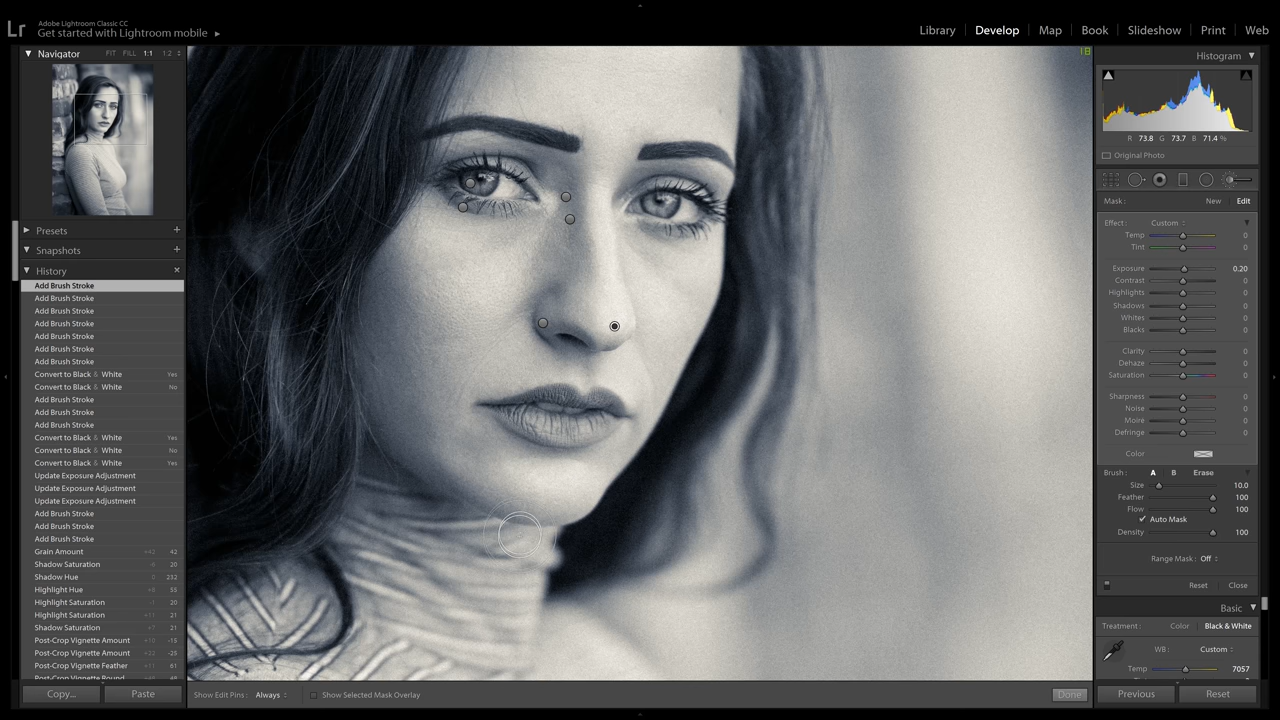 Lr
Adobe Lightroom Classic CC
Get started with Lightroom mobile ▶
Library | Develop | Map | Book | Slideshow | Print | Web
Navigator FIT FILL 1:1 1:2
Presets +
Snapshots +
History ×
Add Brush Stroke
Add Brush Stroke
Add Brush Stroke
Add Brush Stroke
Add Brush Stroke
Add Brush Stroke
Add Brush Stroke
Convert to Black & White Yes
Convert to Black & White No
Add Brush Stroke
Add Brush Stroke
Add Brush Stroke
Convert to Black & White Yes
Convert to Black & White No
Convert to Black & White Yes
Update Exposure Adjustment
Update Exposure Adjustment
Update Exposure Adjustment
Add Brush Stroke
Add Brush Stroke
Add Brush Stroke
Grain Amount +42 42
Shadow Saturation 20
Shadow Hue 0 232
Highlight Hue +8 55
Highlight Saturation -1 20
Highlight Saturation 21
Shadow Saturation +7 21
Post-Crop Vignette Amount +10 -15
Post-Crop Vignette Amount +20 -25
Post-Crop Vignette Feather +11 61
Copy... Paste
Show Edit Pins : Always Show Selected Mask Overlay Done
Histogram
R 73.8 G 73.7 B 71.4 %
Original Photo
Mask : New Edit
Effect : Custom
Temp 0
Tint 0
Exposure 0.20
Contrast 0
Highlights 0
Shadows 0
Whites 0
Blacks 0
Clarity 0
Dehaze 0
Saturation 0
Sharpness 0
Noise 0
Moiré 0
Defringe 0
Color
Brush : A B Erase
Size 10.0
Feather 100
Flow 100
Auto Mask
Density 100
Range Mask : Off
Reset Close
Basic
Treatment : Color Black & White
WB : Custom
Temp 7057
Previous Reset